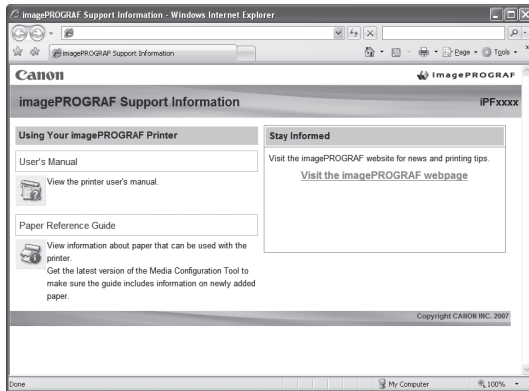 imagePROGRAF Support Information - Windows Internet Explorer
imagePROGRAF Support Information
Page
Tools
Canon
imagePROGRAF
imagePROGRAF Support Information
iPFxxxx
Using Your imagePROGRAF Printer
User's Manual
View the printer user's manual.
Paper Reference Guide
View information about paper that can be used with the
printer.
Get the latest version of the Media Configuration Tool to
make sure the guide includes information on newly added
paper.
Stay Informed
Visit the imagePROGRAF website for news and printing tips.
Visit the imagePROGRAF webpage
Copyright CANON INC. 2007
Done
My Computer
100%